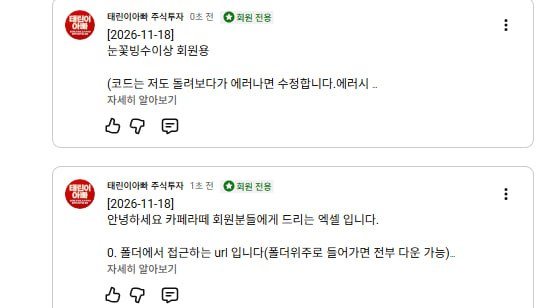 태린이아빠 주식투자 0초 전 회원 전용
[2026-11-18]
눈꽃빙수이상 회원용
(코드는 저도 돌려보다가 에러나면 수정합니다.에러시 ..
자세히 알아보기
태린이아빠 주식투자 1초 전 회원 전용
[2026-11-18]
안녕하세요 카페라떼 회원분들에게 드리는 엑셀 입니다.
0. 폴더에서 접근하는 url 입니다(폴더위주로 들어가면 전부 다운 가능)..
자세히 알아보기